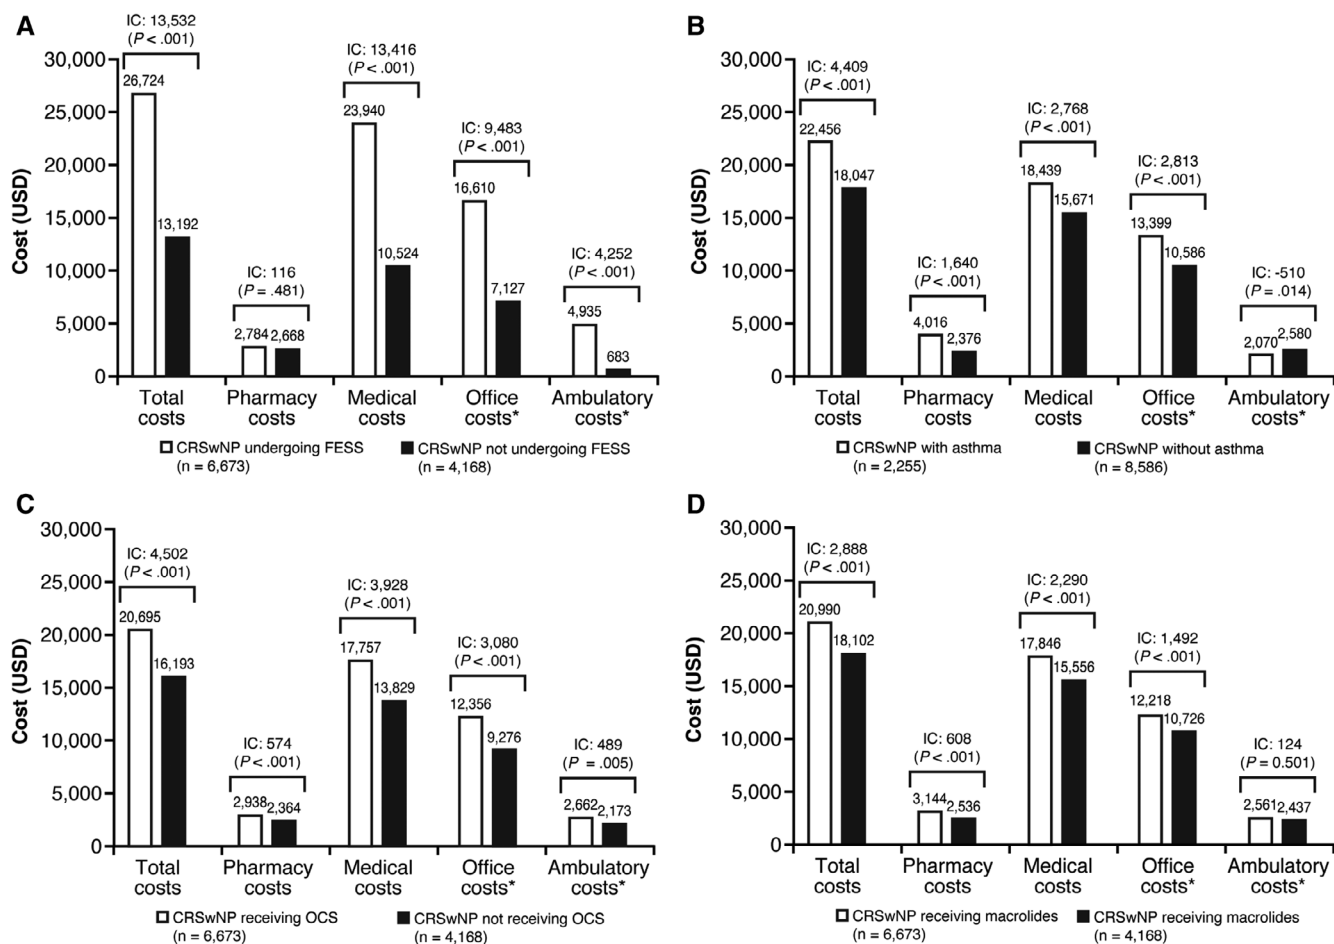 A
IC: 13,532
(P < .001)
IC: 13,416
(P < .001)
IC: 9,483
(P < .001)
IC: 4,252
(P < .001)
IC: 116
(P = .481)
30,000
25,000
20,000
15,000
10,000
5,000
0
Cost (USD)
26,724
13,192
2,784
2,668
23,940
10,524
16,610
7,127
4,935
683
Total costs
Pharmacy costs
Medical costs
Office costs*
Ambulatory costs*
CRSwNP undergoing FESS
(n = 6,673)
CRSwNP not undergoing FESS
(n = 4,168)
B
IC: 4,409
(P < .001)
IC: 2,768
(P < .001)
IC: 2,813
(P < .001)
IC: 1,640
(P < .001)
IC: -510
(P = .014)
30,000
25,000
20,000
15,000
10,000
5,000
0
Cost (USD)
22,456
18,047
4,016
2,376
18,439
15,671
13,399
10,586
2,070
2,580
Total costs
Pharmacy costs
Medical costs
Office costs*
Ambulatory costs*
CRSwNP with asthma
(n = 2,255)
CRSwNP without asthma
(n = 8,586)
C
IC: 4,502
(P < .001)
IC: 3,928
(P < .001)
IC: 3,080
(P < .001)
IC: 574
(P < .001)
IC: 489
(P = .005)
30,000
25,000
20,000
15,000
10,000
5,000
0
Cost (USD)
20,695
16,193
2,938
2,364
17,757
13,829
12,356
9,276
2,662
2,173
Total costs
Pharmacy costs
Medical costs
Office costs*
Ambulatory costs*
CRSwNP receiving OCS
(n = 6,673)
CRSwNP not receiving OCS
(n = 4,168)
D
IC: 2,888
(P < .001)
IC: 2,290
(P < .001)
IC: 1,492
(P < .001)
IC: 608
(P < .001)
IC: 124
(P = 0.501)
30,000
25,000
20,000
15,000
10,000
5,000
0
Cost (USD)
20,990
18,102
3,144
2,536
17,846
15,556
12,218
10,726
2,561
2,437
Total costs
Pharmacy costs
Medical costs
Office costs*
Ambulatory costs*
CRSwNP receiving macrolides
(n = 6,673)
CRSwNP receiving macrolides
(n = 4,168)